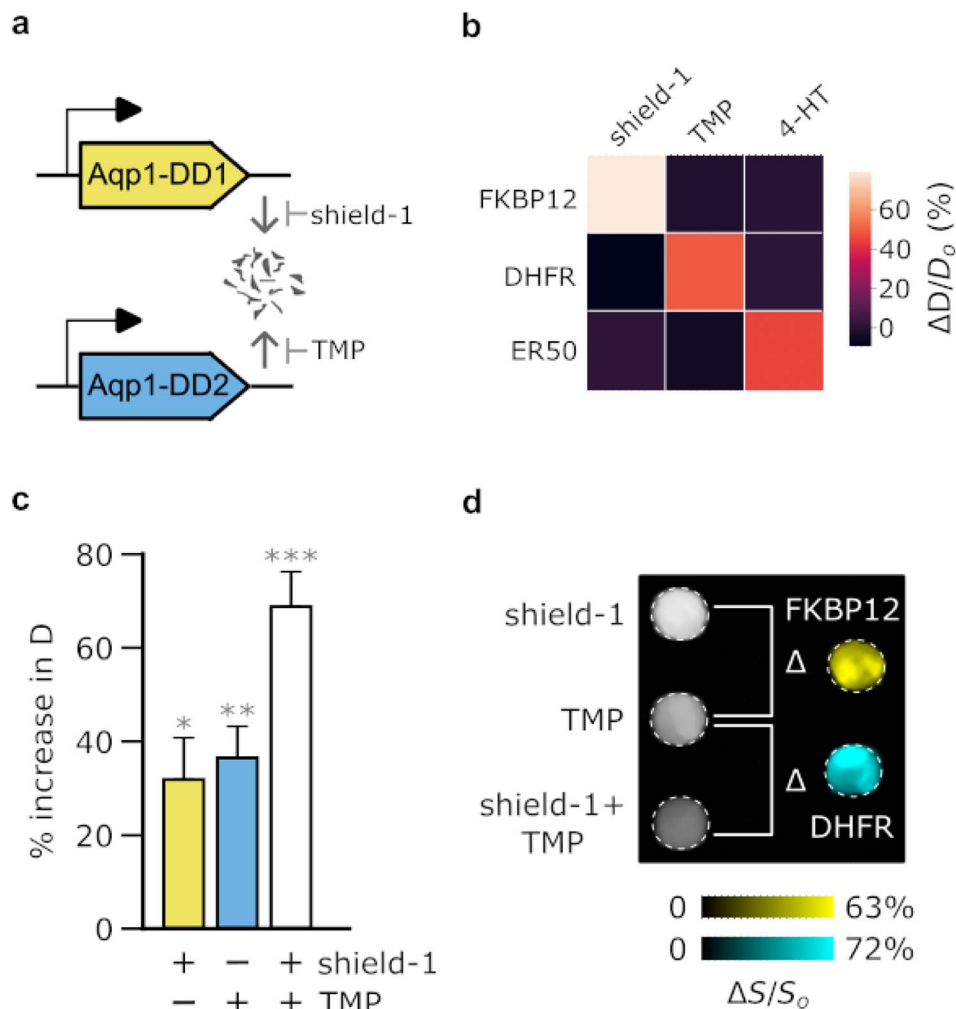 a
Aqp1-DD1
shield-1
TMP
Aqp1-DD2
b
shield-1
TMP
4-HT
FKBP12
DHFR
ER50
60
40
20
0
ΔD/Do (%)
c
% increase in D
80
60
40
20
0
*
**
***
+ − + shield-1
− + + TMP
d
shield-1
TMP
shield-1+
TMP
FKBP12
Δ
Δ
DHFR
0 63%
0 72%
ΔS/So